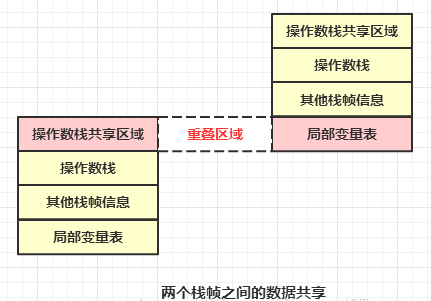 操作数栈共享区域
操作数栈
其他栈帧信息
局部变量表
操作数栈共享区域
重叠区域
操作数栈
其他栈帧信息
局部变量表
两个栈帧之间的数据共享